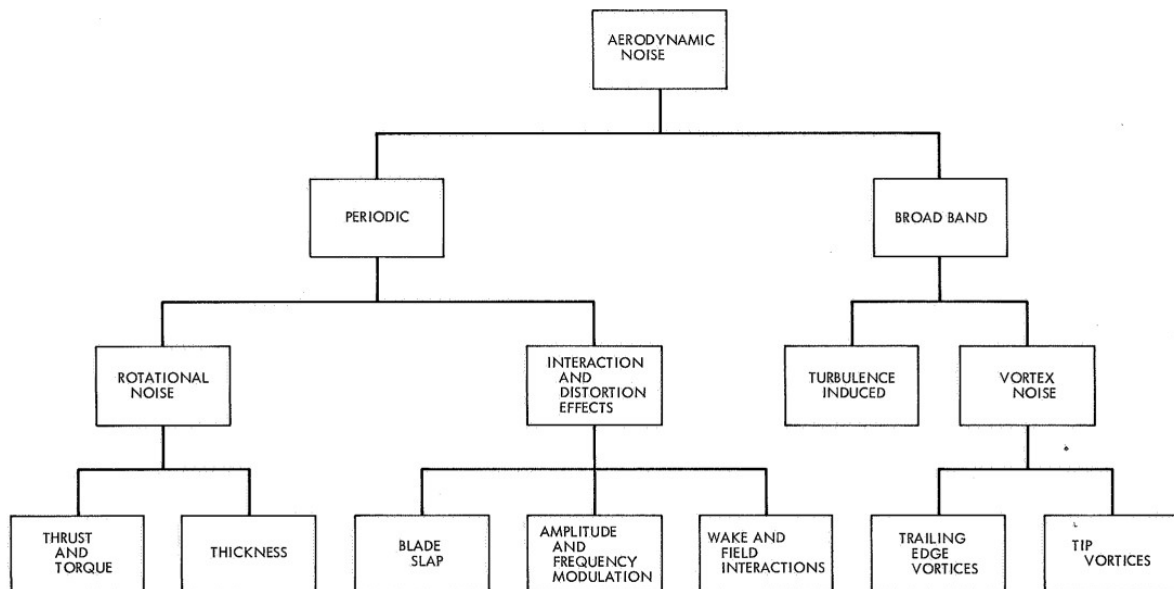 AERODYNAMIC
NOISE
PERIODIC
BROAD BAND
ROTATIONAL
NOISE
INTERACTION
AND
DISTORTION
EFFECTS
TURBULENCE
INDUCED
VORTEX
NOISE
THRUST
AND
TORQUE
THICKNESS
BLADE
SLAP
AMPLITUDE
AND
FREQUENCY
MODULATION
WAKE AND
FIELD
INTERACTIONS
TRAILING
EDGE
VORTICES
TIP
VORTICES